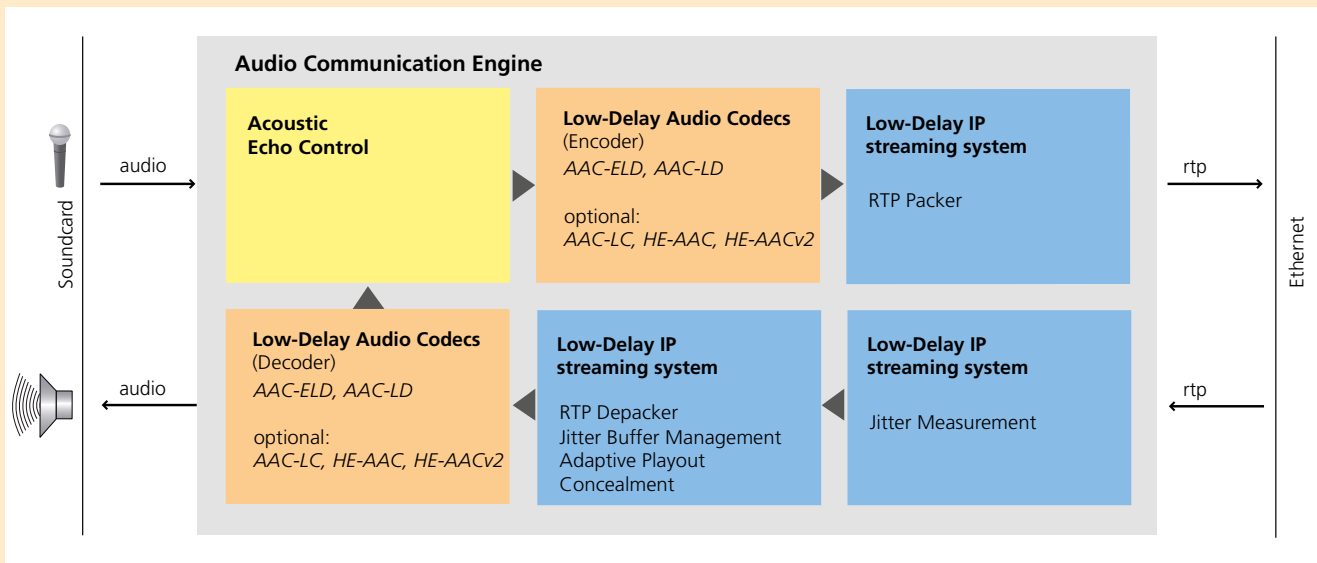 Audio Communication Engine
Soundcard
audio
Acoustic
Echo Control
Low-Delay Audio Codecs
(Encoder)
AAC-ELD, AAC-LD
optional:
AAC-LC, HE-AAC, HE-AACv2
Low-Delay IP
streaming system
RTP Packer
rtp
Ethernet
audio
Low-Delay Audio Codecs
(Decoder)
AAC-ELD, AAC-LD
optional:
AAC-LC, HE-AAC, HE-AACv2
Low-Delay IP
streaming system
RTP Depacker
Jitter Buffer Management
Adaptive Playout
Concealment
Low-Delay IP
streaming system
Jitter Measurement
rtp